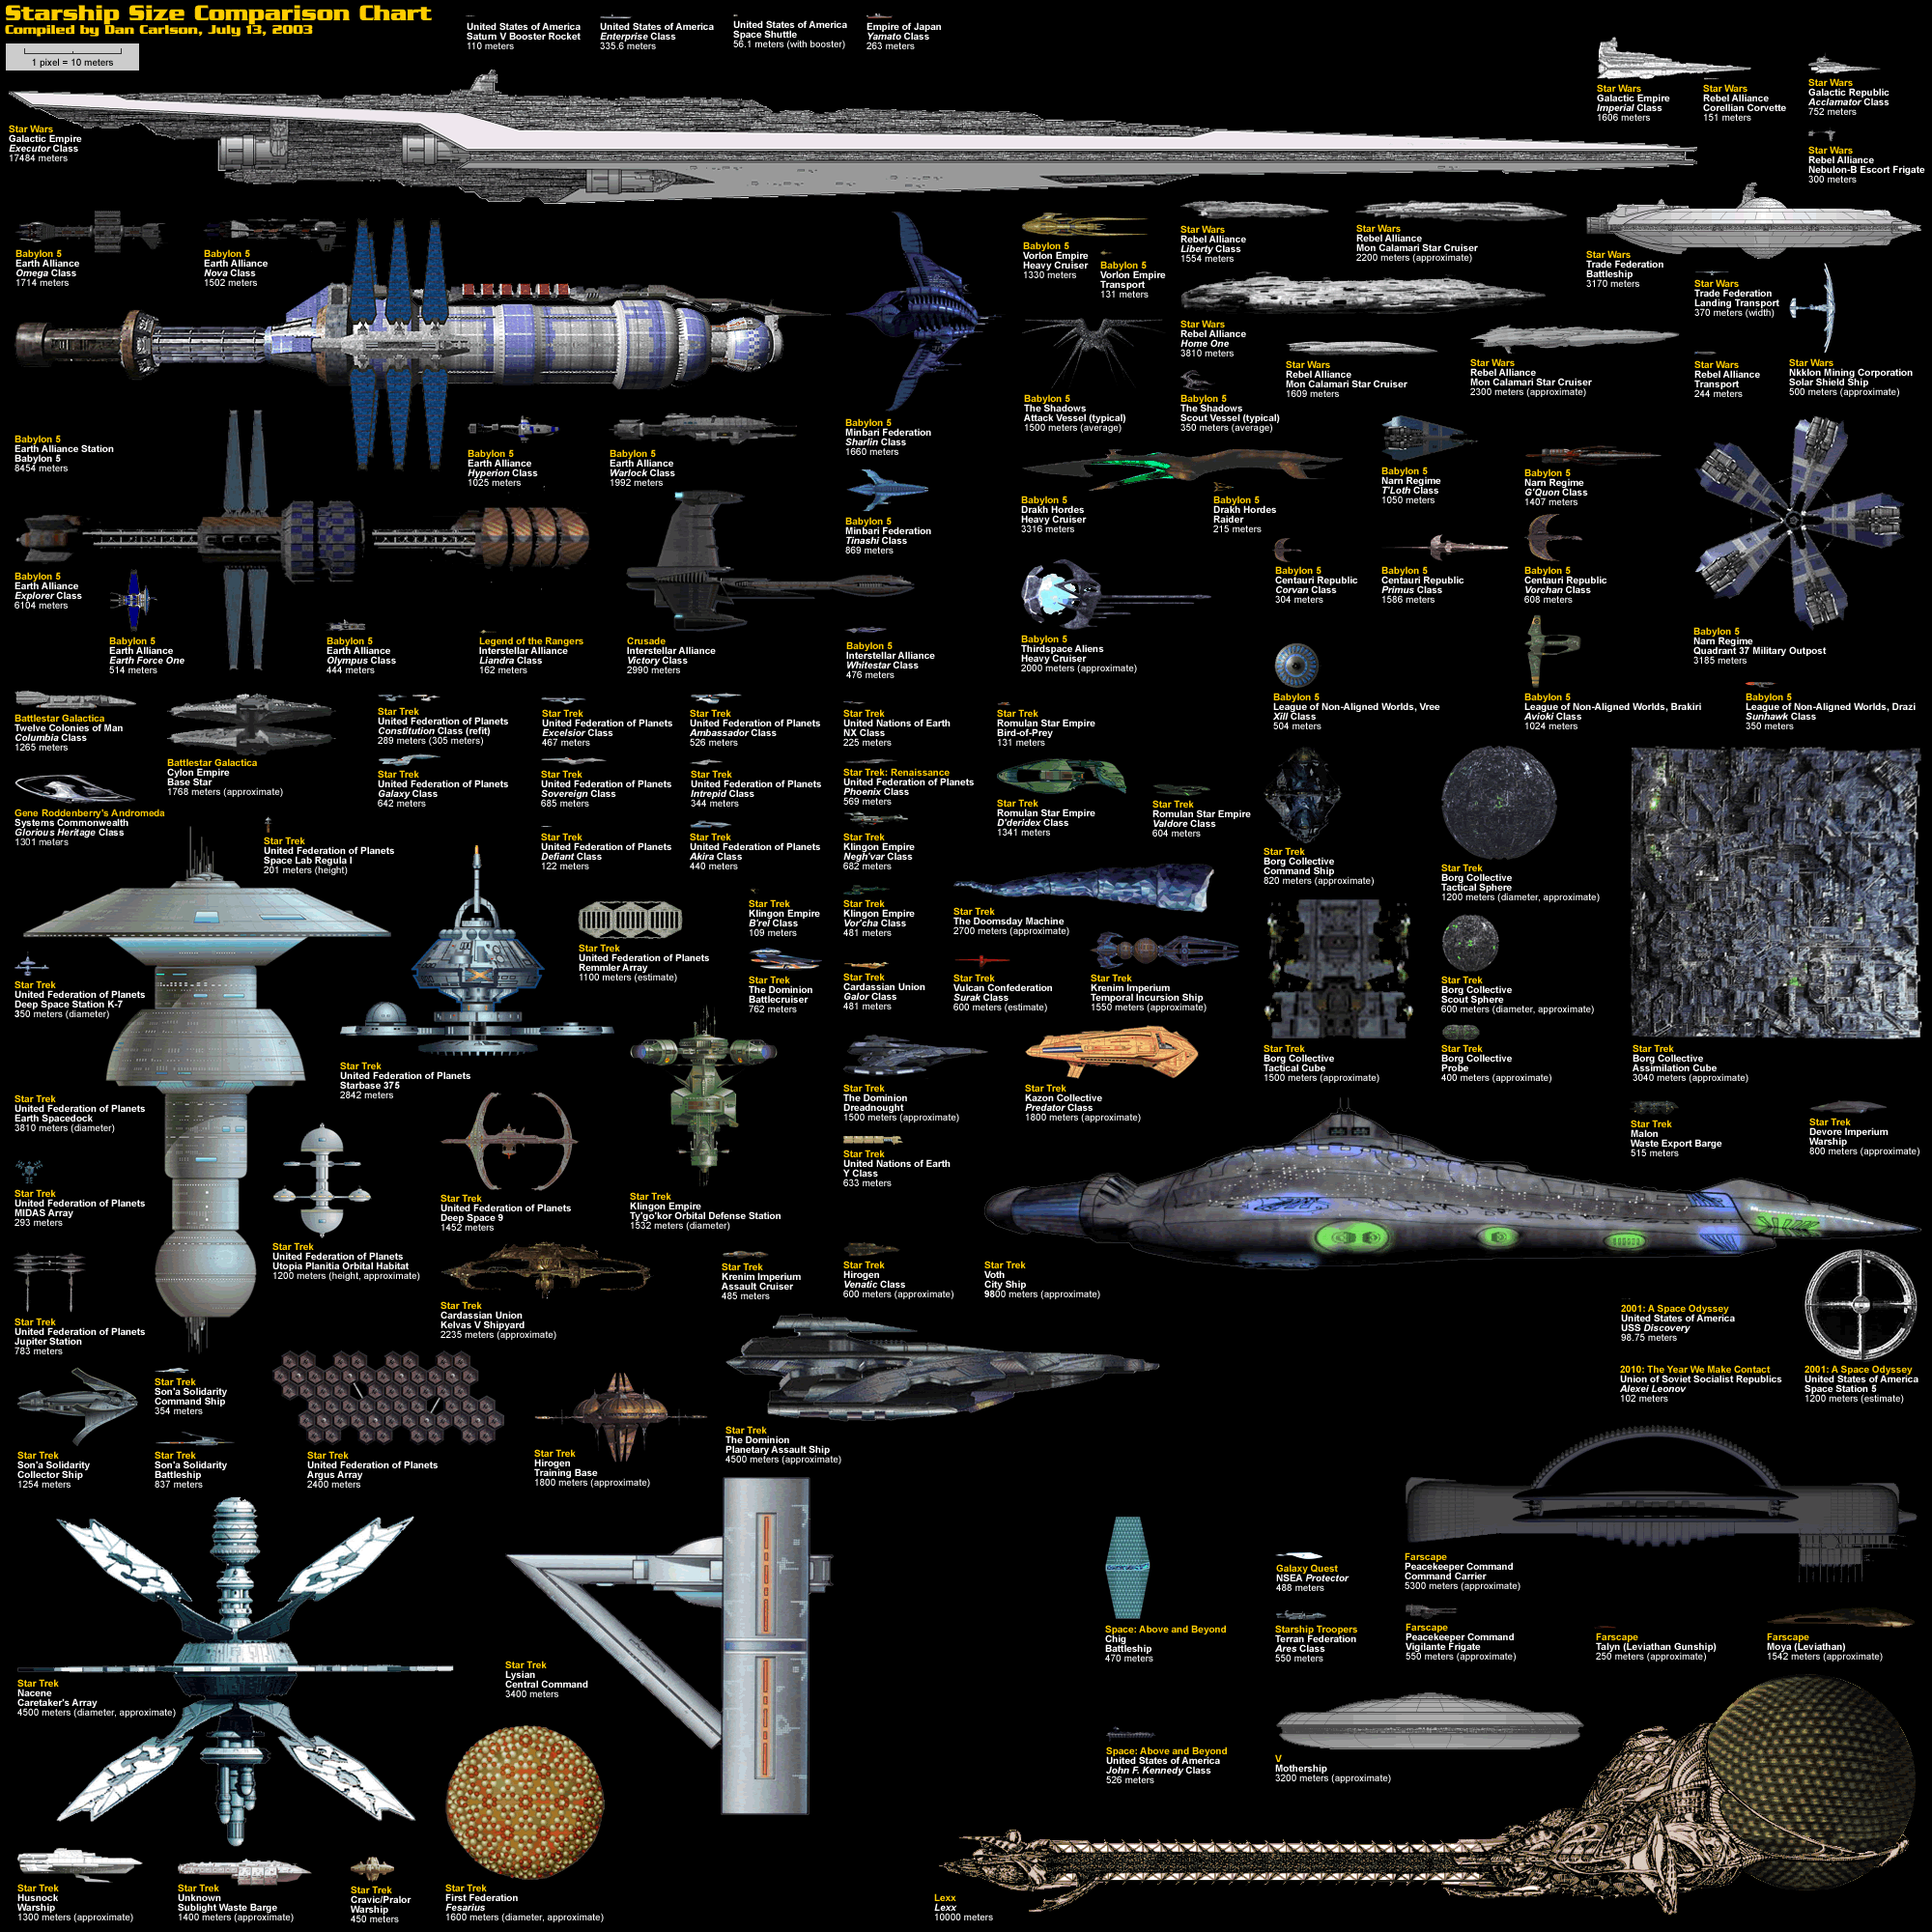 Starship Size Comparison Chart
Compiled by Dan Carlson, July 13, 2003
1 pixel = 10 meters
United States of America
Saturn V Booster Rocket
110 meters
United States of America
Enterprise Class
335.6 meters
United States of America
Space Shuttle
56.1 meters (with booster)
Empire of Japan
Yamato Class
263 meters
Star Wars
Galactic Empire
Imperial Class
1606 meters
Star Wars
Rebel Alliance
Corellian Corvette
151 meters
Star Wars
Galactic Republic
Acclamator Class
752 meters
Star Wars
Galactic Empire
Executor Class
17484 meters
Star Wars
Rebel Alliance
Nebulon-B Escort Frigate
300 meters
Babylon 5
Earth Alliance
Omega Class
1714 meters
Babylon 5
Earth Alliance
Nova Class
1502 meters
Babylon 5
Vorlon Empire
Heavy Cruiser
1330 meters
Babylon 5
Vorlon Empire
Transport
131 meters
Star Wars
Rebel Alliance
Liberty Class
1554 meters
Star Wars
Rebel Alliance
Mon Calamari Star Cruiser
2200 meters (approximate)
Star Wars
Trade Federation
Battleship
3170 meters
Star Wars
Trade Federation
Landing Transport
370 meters (width)
Star Wars
Rebel Alliance
Home One
3810 meters
Star Wars
Rebel Alliance
Mon Calamari Star Cruiser
1609 meters
Star Wars
Rebel Alliance
Mon Calamari Star Cruiser
2300 meters (approximate)
Star Wars
Rebel Alliance
Transport
244 meters
Star Wars
Nkklon Mining Corporation
Solar Shield Ship
500 meters (approximate)
Babylon 5
Earth Alliance Station
Babylon 5
8454 meters
Babylon 5
Earth Alliance
Hyperion Class
1025 meters
Babylon 5
Earth Alliance
Warlock Class
1992 meters
Babylon 5
Minbari Federation
Sharlin Class
1660 meters
Babylon 5
The Shadows
Attack Vessel (typical)
1500 meters (average)
Babylon 5
The Shadows
Scout Vessel (typical)
350 meters (average)
Babylon 5
Minbari Federation
Tinashi Class
869 meters
Babylon 5
Drakh Hordes
Heavy Cruiser
3316 meters
Babylon 5
Drakh Hordes
Raider
215 meters
Babylon 5
Narn Regime
T'Loth Class
1050 meters
Babylon 5
Narn Regime
G'Quon Class
1407 meters
Babylon 5
Earth Alliance
Explorer Class
6104 meters
Babylon 5
Centauri Republic
Corvan Class
304 meters
Babylon 5
Centauri Republic
Primus Class
1586 meters
Babylon 5
Centauri Republic
Vorchan Class
608 meters
Babylon 5
Earth Alliance
Earth Force One
514 meters
Babylon 5
Earth Alliance
Olympus Class
444 meters
Legend of the Rangers
Interstellar Alliance
Liandra Class
162 meters
Crusade
Interstellar Alliance
Victory Class
2990 meters
Babylon 5
Interstellar Alliance
Whitestar Class
476 meters
Babylon 5
Thirdspace Aliens
Heavy Cruiser
2000 meters (approximate)
Babylon 5
Narn Regime
Quadrant 37 Military Outpost
3185 meters
Babylon 5
League of Non-Aligned Worlds, Vree
Xill Class
504 meters
Babylon 5
League of Non-Aligned Worlds, Brakiri
Avioki Class
1024 meters
Babylon 5
League of Non-Aligned Worlds, Drazi
Sunhawk Class
350 meters
Battlestar Galactica
Twelve Colonies of Man
Columbia Class
1265 meters
Battlestar Galactica
Cylon Empire
Base Star
1768 meters (approximate)
Star Trek
United Federation of Planets
Constitution Class (refit)
289 meters (305 meters)
Star Trek
United Federation of Planets
Excelsior Class
467 meters
Star Trek
United Federation of Planets
Ambassador Class
526 meters
Star Trek
United Nations of Earth
NX Class
225 meters
Star Trek
Romulan Star Empire
Bird-of-Prey
131 meters
Gene Roddenberry's Andromeda
Systems Commonwealth
Glorious Heritage Class
1301 meters
Star Trek
United Federation of Planets
Galaxy Class
642 meters
Star Trek
United Federation of Planets
Sovereign Class
685 meters
Star Trek
United Federation of Planets
Intrepid Class
344 meters
Star Trek: Renaissance
United Federation of Planets
Phoenix Class
569 meters
Star Trek
Romulan Star Empire
D'deridex Class
1341 meters
Star Trek
Romulan Star Empire
Valdore Class
604 meters
Star Trek
United Federation of Planets
Space Lab Regula I
201 meters (height)
Star Trek
United Federation of Planets
Defiant Class
122 meters
Star Trek
United Federation of Planets
Akira Class
440 meters
Star Trek
Klingon Empire
Negh'var Class
682 meters
Star Trek
Borg Collective
Command Ship
820 meters (approximate)
Star Trek
Borg Collective
Tactical Sphere
1200 meters (diameter, approximate)
Star Trek
United Federation of Planets
Remmler Array
1100 meters (estimate)
Star Trek
Klingon Empire
B'rel Class
109 meters
Star Trek
Klingon Empire
Vor'cha Class
481 meters
Star Trek
The Doomsday Machine
2700 meters (approximate)
Star Trek
United Federation of Planets
Deep Space Station K-7
350 meters (diameter)
Star Trek
The Dominion
Battlecruiser
762 meters
Star Trek
Cardassian Union
Galor Class
481 meters
Star Trek
Vulcan Confederation
Surak Class
600 meters (estimate)
Star Trek
Krenim Imperium
Temporal Incursion Ship
1550 meters (approximate)
Star Trek
Borg Collective
Scout Sphere
600 meters (diameter, approximate)
Star Trek
United Federation of Planets
Starbase 375
2842 meters
Star Trek
The Dominion
Dreadnought
1500 meters (approximate)
Star Trek
Kazon Collective
Predator Class
1800 meters (approximate)
Star Trek
Borg Collective
Tactical Cube
1500 meters (approximate)
Star Trek
Borg Collective
Probe
400 meters (approximate)
Star Trek
Borg Collective
Assimilation Cube
3040 meters (approximate)
Star Trek
United Federation of Planets
Earth Spacedock
3810 meters (diameter)
Star Trek
United Nations of Earth
Y Class
633 meters
Star Trek
Malon
Waste Export Barge
515 meters
Star Trek
Devore Imperium
Warship
800 meters (approximate)
Star Trek
United Federation of Planets
MIDAS Array
293 meters
Star Trek
United Federation of Planets
Deep Space 9
1452 meters
Star Trek
Klingon Empire
Ty'go'kor Orbital Defense Station
1532 meters (diameter)
Star Trek
United Federation of Planets
Utopia Planitia Orbital Habitat
1200 meters (height, approximate)
Star Trek
Krenim Imperium
Assault Cruiser
485 meters
Star Trek
Hirogen
Venatic Class
600 meters (approximate)
Star Trek
Voth
City Ship
9800 meters (approximate)
Star Trek
United Federation of Planets
Jupiter Station
783 meters
Star Trek
Cardassian Union
Kelvas V Shipyard
2235 meters (approximate)
2001: A Space Odyssey
United States of America
USS Discovery
98.75 meters
2010: The Year We Make Contact
Union of Soviet Socialist Republics
Alexei Leonov
102 meters
2001: A Space Odyssey
United States of America
Space Station 5
1200 meters (estimate)
Star Trek
Son'a Solidarity
Command Ship
354 meters
Star Trek
Son'a Solidarity
Collector Ship
1254 meters
Star Trek
Son'a Solidarity
Battleship
837 meters
Star Trek
United Federation of Planets
Argus Array
2400 meters
Star Trek
Hirogen
Training Base
1800 meters (approximate)
Star Trek
The Dominion
Planetary Assault Ship
4500 meters (approximate)
Galaxy Quest
NSEA Protector
488 meters
Farscape
Peacekeeper Command
Command Carrier
5300 meters (approximate)
Space: Above and Beyond
Chig
Battleship
470 meters
Starship Troopers
Terran Federation
Ares Class
550 meters
Farscape
Peacekeeper Command
Vigilante Frigate
550 meters (approximate)
Farscape
Talyn (Leviathan Gunship)
250 meters (approximate)
Farscape
Moya (Leviathan)
1542 meters (approximate)
Star Trek
Nacene
Caretaker's Array
4500 meters (diameter, approximate)
Star Trek
Lysian
Central Command
3400 meters
Space: Above and Beyond
United States of America
John F. Kennedy Class
526 meters
V
Mothership
3200 meters (approximate)
Star Trek
Husnock
Warship
1300 meters (approximate)
Star Trek
Unknown
Sublight Waste Barge
1400 meters (approximate)
Star Trek
Cravic/Pralor
Warship
450 meters
Star Trek
First Federation
Fesarius
1600 meters (diameter, approximate)
Lexx
Lexx
10000 meters